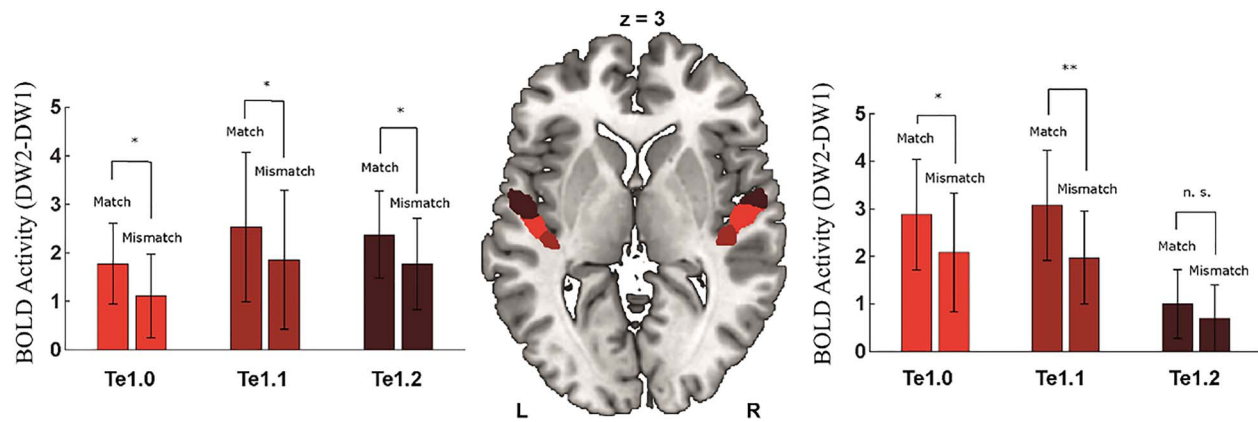 z = 3
BOLD Activity (DW2-DW1)
5
4
3
2
1
0
*
Match
Mismatch
*
Match
Mismatch
*
Match
Mismatch
Te1.0
Te1.1
Te1.2
L
R
BOLD Activity (DW2-DW1)
5
4
3
2
1
0
*
Match
Mismatch
**
Match
Mismatch
n. s.
Match
Mismatch
Te1.0
Te1.1
Te1.2